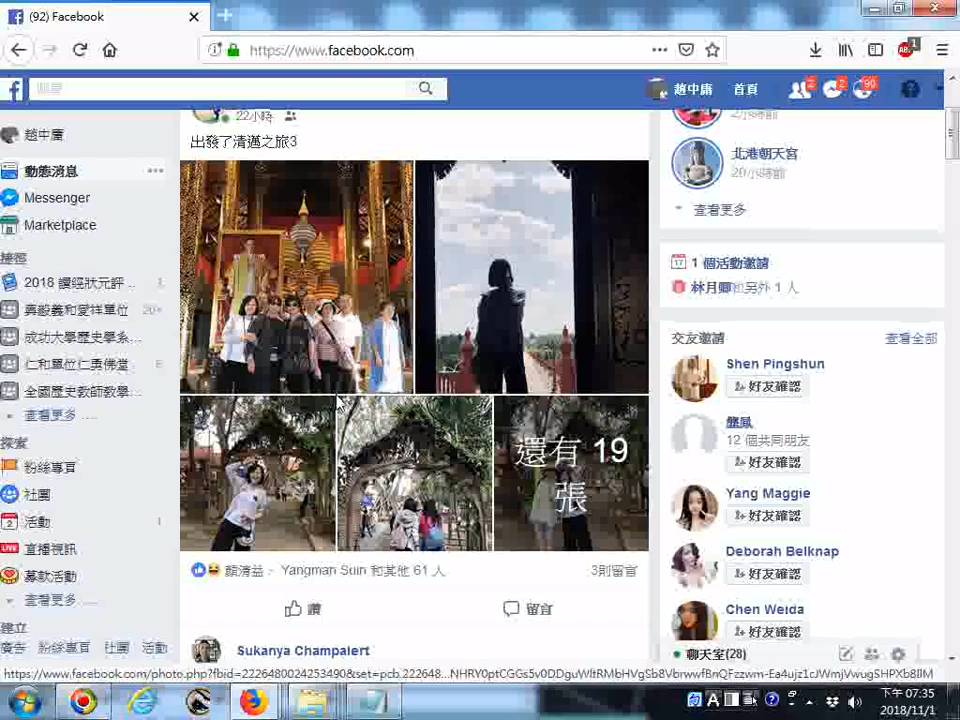 (92) Facebook
https://www.facebook.com
趙中庸 首頁
2 2 90
趙中庸
動態消息
Messenger
Marketplace
捷徑
2018 讀經狀元評 ... 1
20+
成功大學歷史學系...
仁和單位仁勇佛堂 6
全國歷史教師教學...
查看更多 ....
探索
粉絲專頁
社團
活動 1
直播視訊
募款活動
查看更多 ....
建立
廣告 粉絲專頁 社團 活動
22小時
出發了清邁之旅3
還有 19
張
顏清益、Yangman Suin 和其他 61 人
3則留言
讚 留言
Sukanya Champalert
北港朝天宮
20小時前
查看更多
1 個活動邀請
林月卿和另外 1 人
交友邀請 查看全部
Shen Pingshun
好友確認
12 個共同朋友
好友確認
Yang Maggie
好友確認
Deborah Belknap
好友確認
Chen Weida
好友確認
聊天室(28)
下午 07:35
2018/11/1